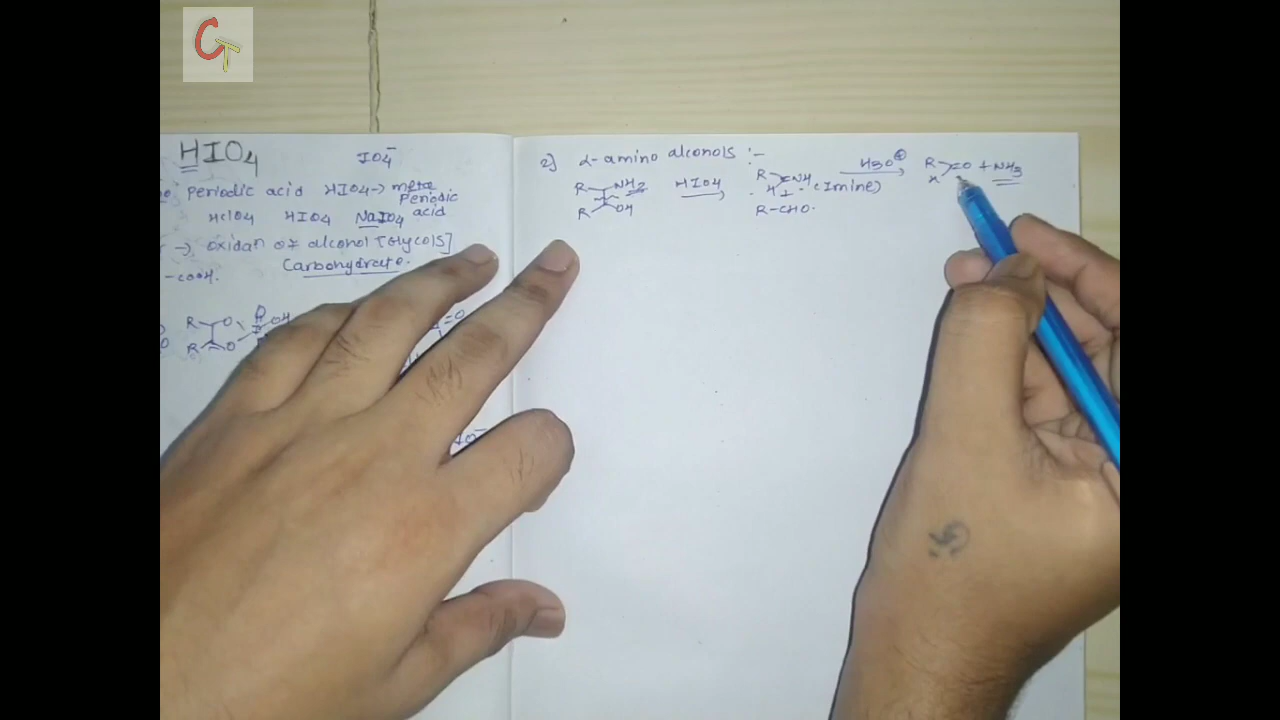 CT
HIO4
IO4⁻
Periodic acid HIO4 → meta
Periodic
acid
HClO4 HIO4 NaIO4
→ oxidan of alcohol [Glycols]
Carbohydrate.
-COOH.
R O O OH
R O
=O
2) α-amino alcohols :-
R NH2 HIO4 R =NH (Imine) H3O⊕ R =O + NH3
R OH H + H
R-CHO.